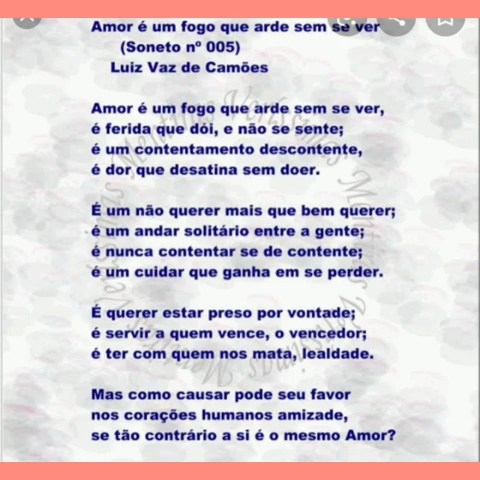 Amor é um fogo que arde sem se ver
(Soneto nº 005)
Luiz Vaz de Camões
Amor é um fogo que arde sem se ver,
é ferida que dói, e não se sente;
é um contentamento descontente,
é dor que desatina sem doer.
É um não querer mais que bem querer;
é um andar solitário entre a gente;
é nunca contentar se de contente;
é um cuidar que ganha em se perder.
É querer estar preso por vontade;
é servir a quem vence, o vencedor;
é ter com quem nos mata, lealdade.
Mas como causar pode seu favor
nos corações humanos amizade,
se tão contrário a si é o mesmo Amor?